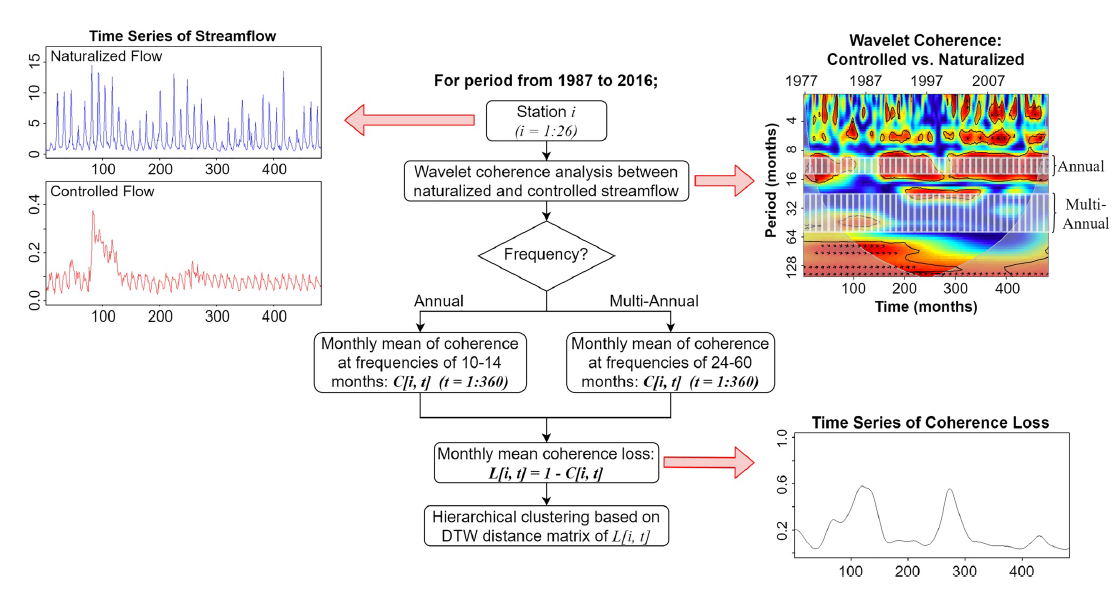 Time Series of Streamflow
Naturalized Flow
15
10
5
0
100
200
300
400
Controlled Flow
0.4
0.2
0.0
100
200
300
400
For period from 1987 to 2016;
Station i
(i = 1:26)
Wavelet coherence analysis between
naturalized and controlled streamflow
Frequency?
Annual
Multi-Annual
Monthly mean of coherence
at frequencies of 10-14
months: C[i, t] (t = 1:360)
Monthly mean of coherence
at frequencies of 24-60
months: C[i, t] (t = 1:360)
Monthly mean coherence loss:
L[i, t] = 1 - C[i, t]
Hierarchical clustering based on
DTW distance matrix of L[i, t]
Wavelet Coherence:
Controlled vs. Naturalized
1977
1987
1997
2007
Period (months)
4
8
16
32
64
128
Annual
Multi-
Annual
100
200
300
400
Time (months)
Time Series of Coherence Loss
1.0
0.6
0.2
100
200
300
400